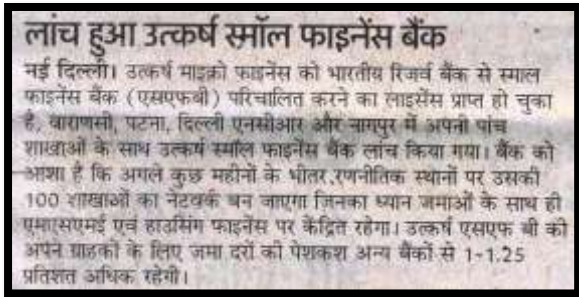 लांच हुआ उत्कर्ष स्मॉल फाइनेंस बैंक
नई दिल्ली। उत्कर्ष माइक्रो फाइनेंस को भारतीय रिजर्व बैंक से स्माल
फाइनेंस बैंक (एसएफबी) परिचालित करने का लाइसेंस प्राप्त हो चुका
है, वाराणसी, पटना, दिल्ली एनसीआर और नागपुर में अपनी पांच
शाखाओं के साथ उत्कर्ष स्मॉल फाइनेंस बैंक लांच किया गया। बैंक को
आशा है कि अगले कुछ महीनों के भीतर रणनीतिक स्थानों पर उसकी
100 शाखाओं का नेटवर्क बन जाएगा जिनका ध्यान जमाओं के साथ ही
एमएसएमई एवं हाउसिंग फाइनेंस पर केंद्रित रहेगा। उत्कर्ष एसएफ बी की
अपने ग्राहकों के लिए जमा दरों की पेशकश अन्य बैंकों से 1-1.25
प्रतिशत अधिक रहेगी।